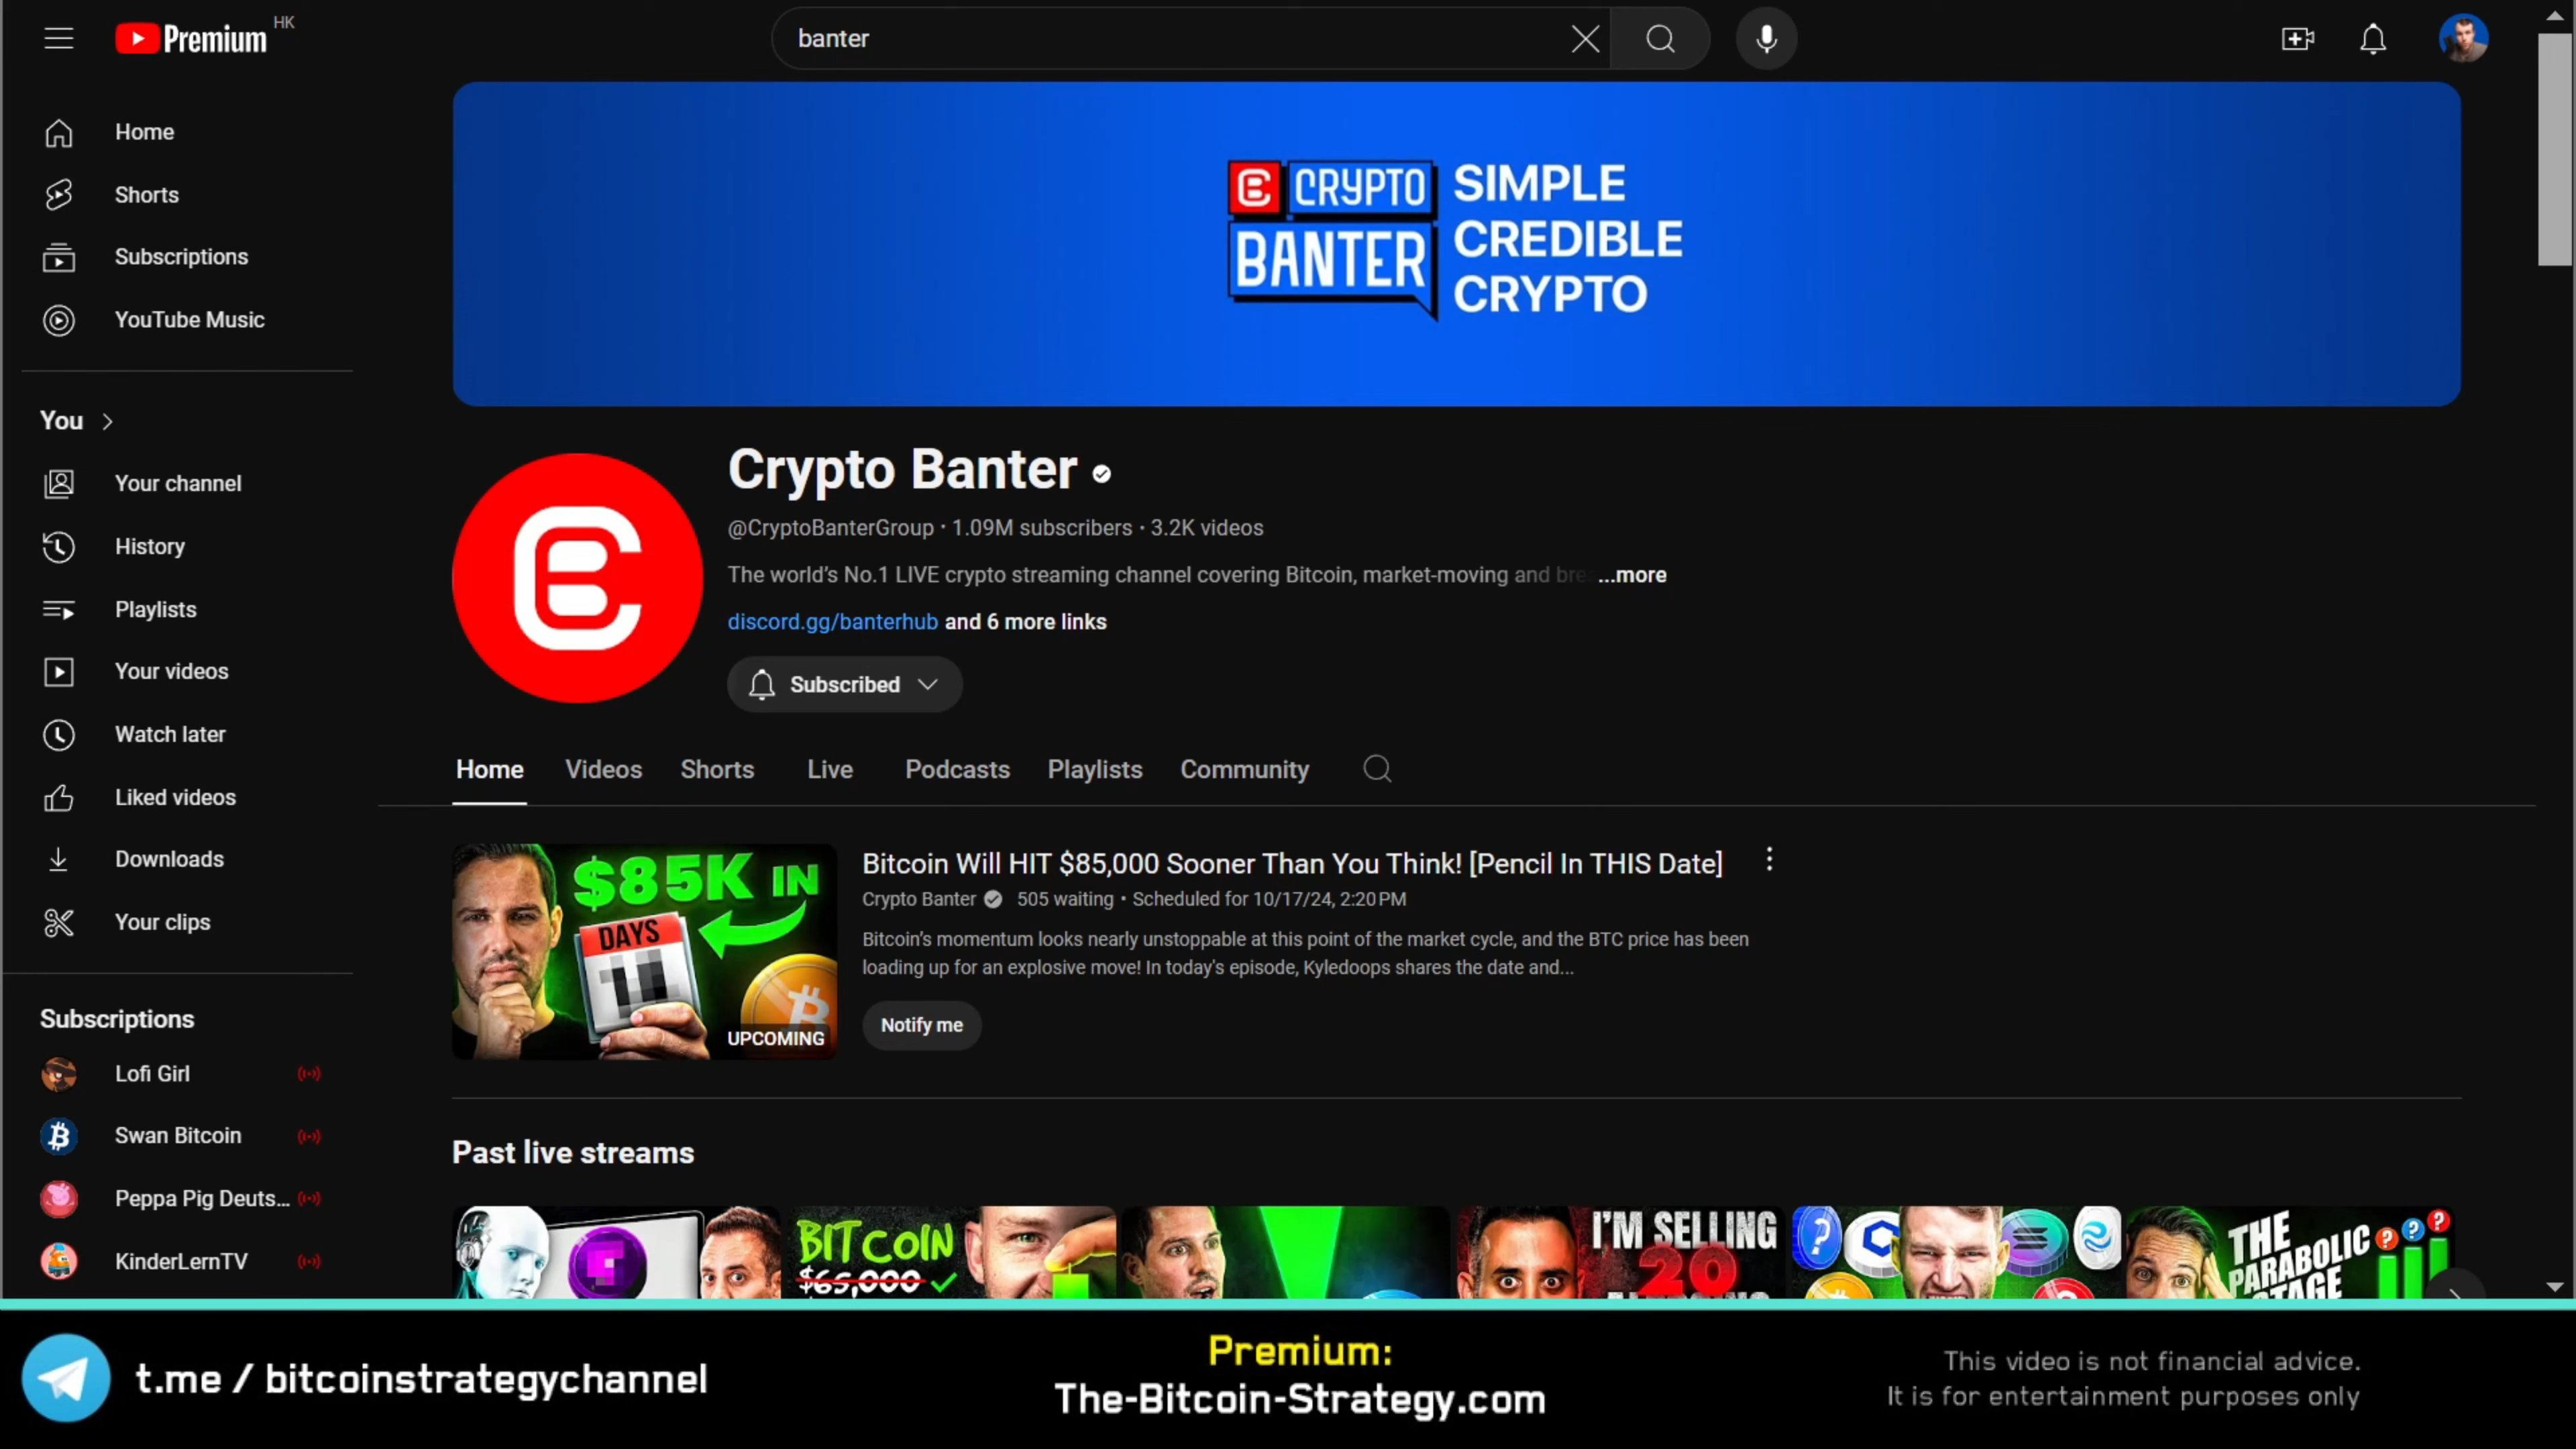 Premium
HK
banter
Home
Shorts
Subscriptions
YouTube Music
You
Your channel
History
Playlists
Your videos
Watch later
Liked videos
Downloads
Your clips
Subscriptions
Lofi Girl
Swan Bitcoin
Peppa Pig Deuts...
KinderLernTV
CRYPTO
BANTER
SIMPLE
CREDIBLE
CRYPTO
Crypto Banter
@CryptoBanterGroup · 1.09M subscribers · 3.2K videos
The world's No.1 LIVE crypto streaming channel covering Bitcoin, market-moving and bre ...more
discord.gg/banterhub and 6 more links
Subscribed
Home Videos Shorts Live Podcasts Playlists Community
$85K IN
DAYS
UPCOMING
Bitcoin Will HIT $85,000 Sooner Than You Think! [Pencil In THIS Date]
Crypto Banter 505 waiting • Scheduled for 10/17/24, 2:20 PM
Bitcoin's momentum looks nearly unstoppable at this point of the market cycle, and the BTC price has been
loading up for an explosive move! In today's episode, Kyledoops shares the date and...
Notify me
Past live streams
BITCOIN
$65,000
I'M SELLING
20
THE
PARABOLIC
STAGE
t.me / bitcoinstrategychannel
Premium:
The-Bitcoin-Strategy.com
This video is not financial advice.
It is for entertainment purposes only